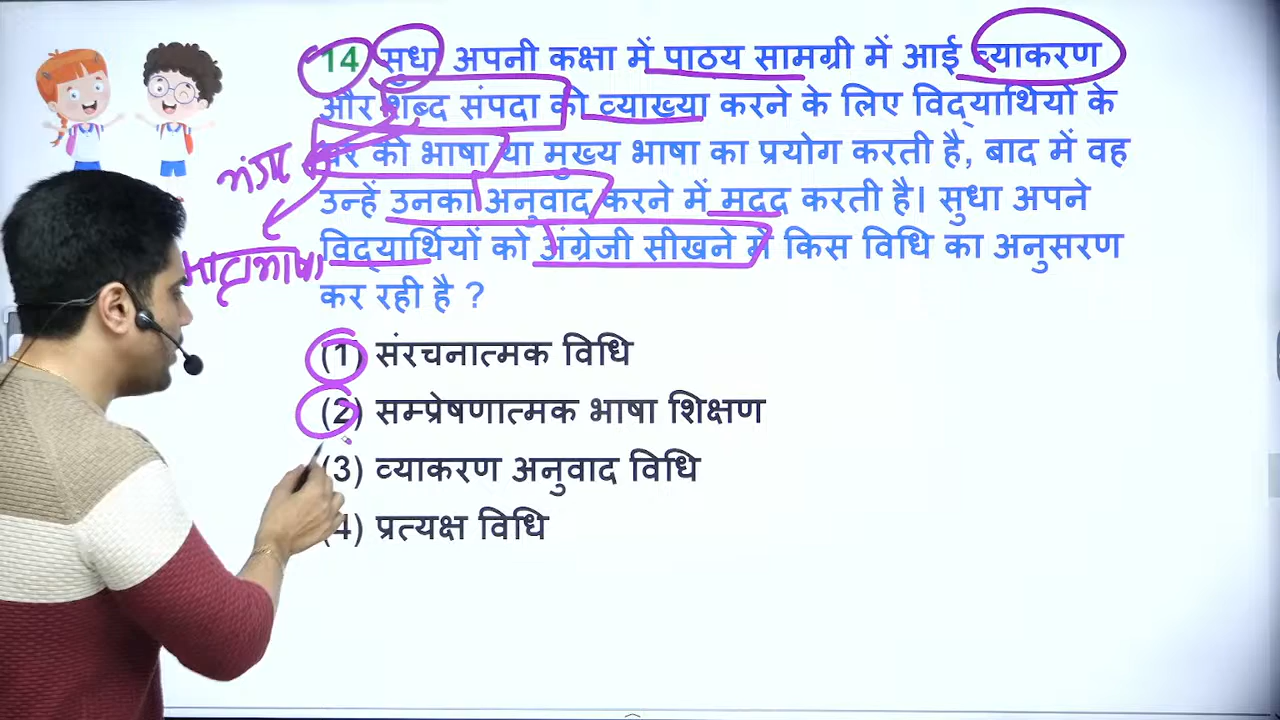 14 सुधा अपनी कक्षा में पाठय सामग्री में आई व्याकरण
और शब्द संपदा की व्याख्या करने के लिए विद्यार्थियों के
घर की भाषा या मुख्य भाषा का प्रयोग करती है, बाद में वह
उन्हें उनका अनुवाद करने में मदद करती है। सुधा अपने
विद्यार्थियों को अंग्रेजी सीखने में किस विधि का अनुसरण
कर रही है ?
मातृभाषा
(1) संरचनात्मक विधि
(2) सम्प्रेषणात्मक भाषा शिक्षण
(3) व्याकरण अनुवाद विधि
(4) प्रत्यक्ष विधि